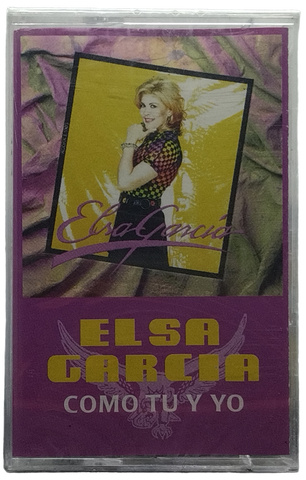 Elsa García
ELSA
GARCIA
COMO TU Y YO